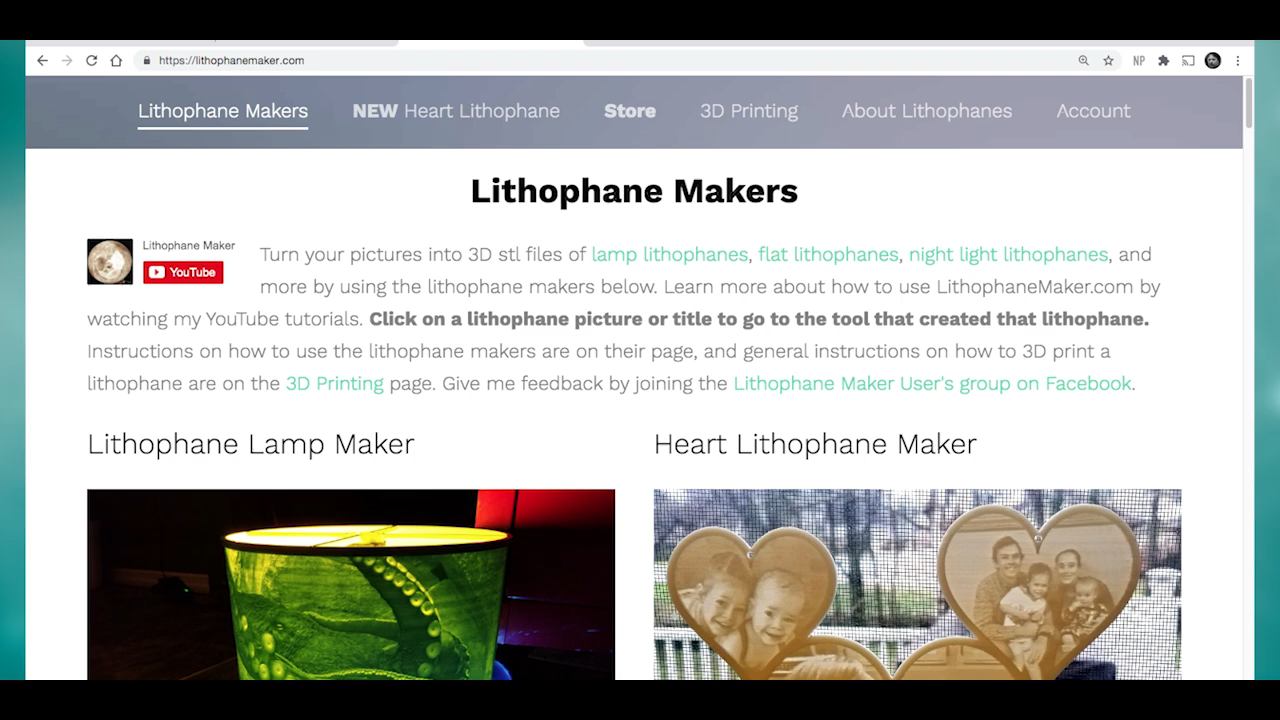 https://lithophanemaker.com
NP
Lithophane Makers NEW Heart Lithophane Store 3D Printing About Lithophanes Account
Lithophane Makers
Lithophane Maker
YouTube
Turn your pictures into 3D stl files of lamp lithophanes, flat lithophanes, night light lithophanes, and
more by using the lithophane makers below. Learn more about how to use LithophaneMaker.com by
watching my YouTube tutorials. Click on a lithophane picture or title to go to the tool that created that lithophane.
Instructions on how to use the lithophane makers are on their page, and general instructions on how to 3D print a
lithophane are on the 3D Printing page. Give me feedback by joining the Lithophane Maker User's group on Facebook.
Lithophane Lamp Maker
Heart Lithophane Maker